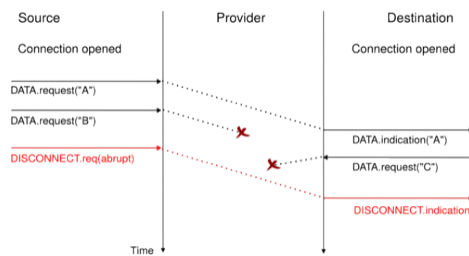 Source Provider Destination
Connection opened Connection opened
DATA.request("A")
DATA.request("B")
DATA.indication("A")
DISCONNECT.req(abrupt)
DATA.request("C")
DISCONNECT.indication
Time